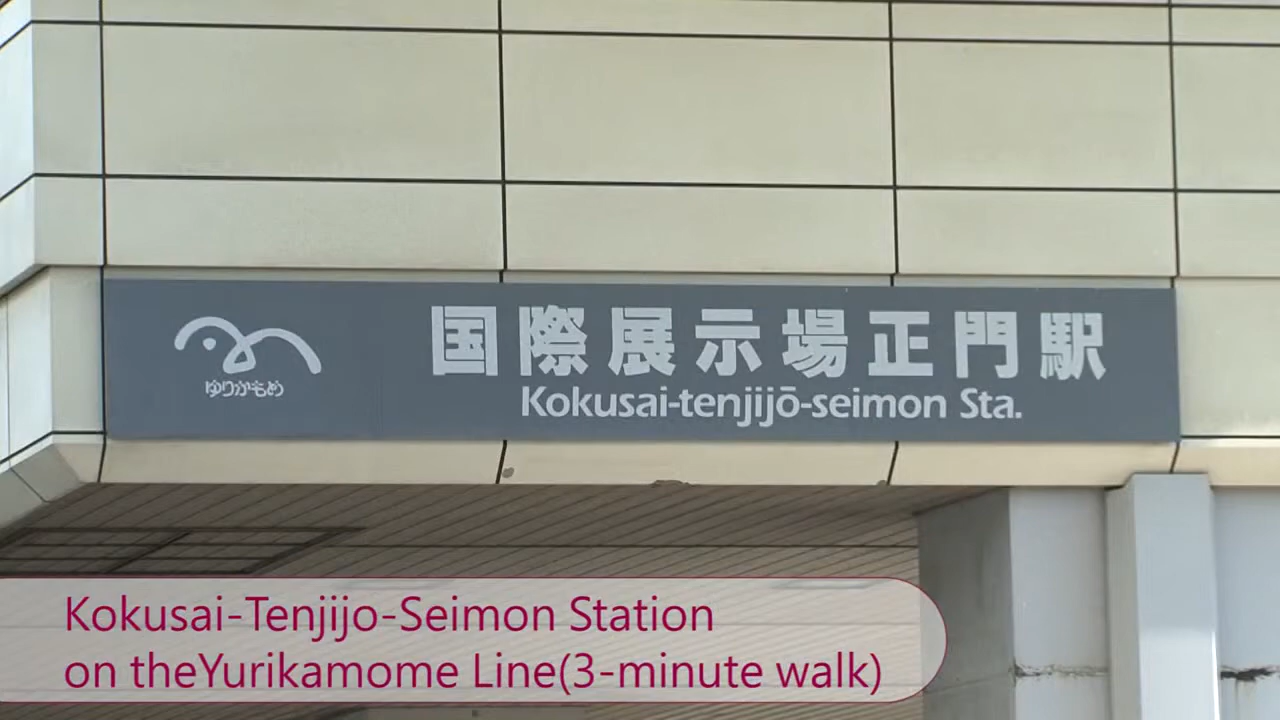 国際展示場正門駅
ゆりかもめ
Kokusai-tenjijō-seimon Sta.
Kokusai-Tenjijo-Seimon Station
on theYurikamome Line(3-minute walk)